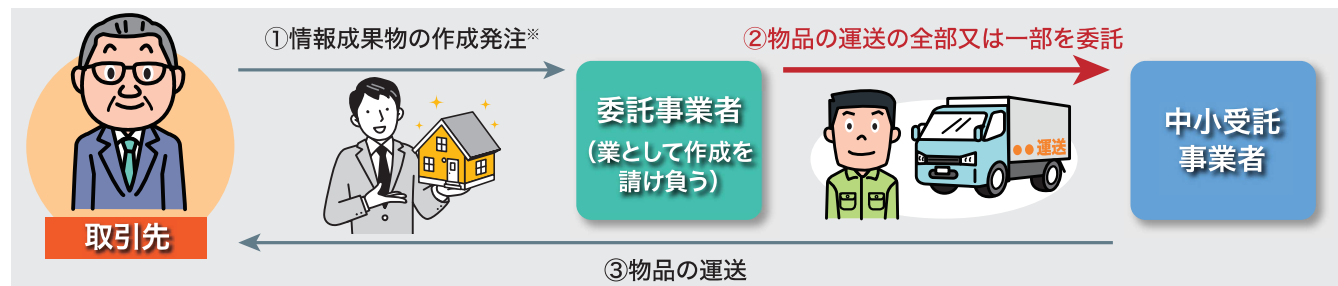 ①情報成果物の作成発注※
②物品の運送の全部又は一部を委託
委託事業者
（業として作成を
請け負う）
●●運送
中小受託
事業者
取引先
③物品の運送